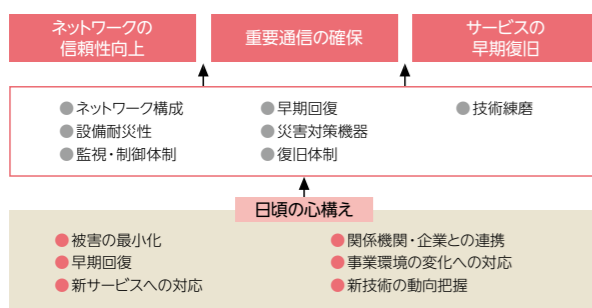 ネットワークの
信頼性向上
重要通信の確保
サービスの
早期復旧
●ネットワーク構成
●設備耐災性
●監視・制御体制
●早期回復
●災害対策機器
●復旧体制
●技術練磨
日頃の心構え
●被害の最小化
●早期回復
●新サービスへの対応
●関係機関・企業との連携
●事業環境の変化への対応
●新技術の動向把握